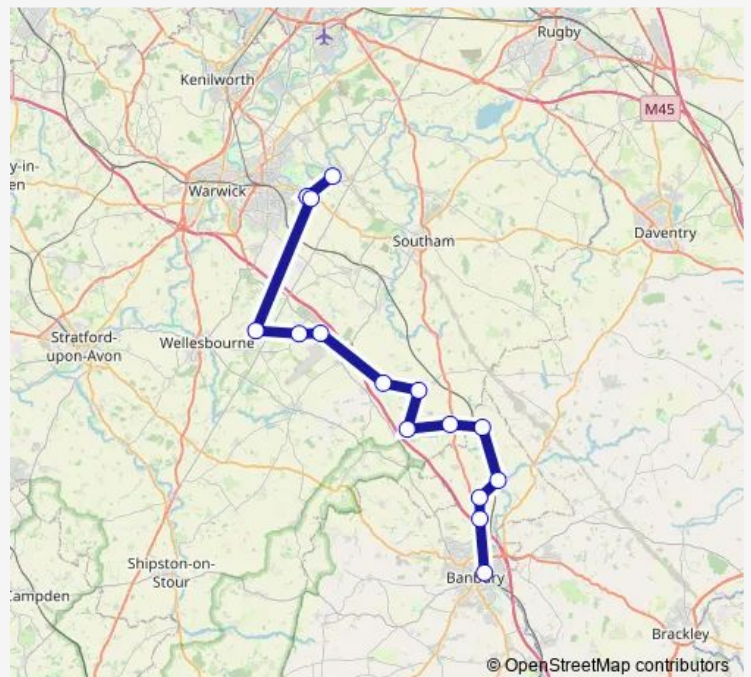 Rugby
Kenilworth
M45
y-in-
en
Warwick
Southam
Daventry
Stratford-
upon-Avon
Wellesbourne
Shipston-on-
Stour
Campden
Banbury
Brackley
© OpenStreetMap contributors